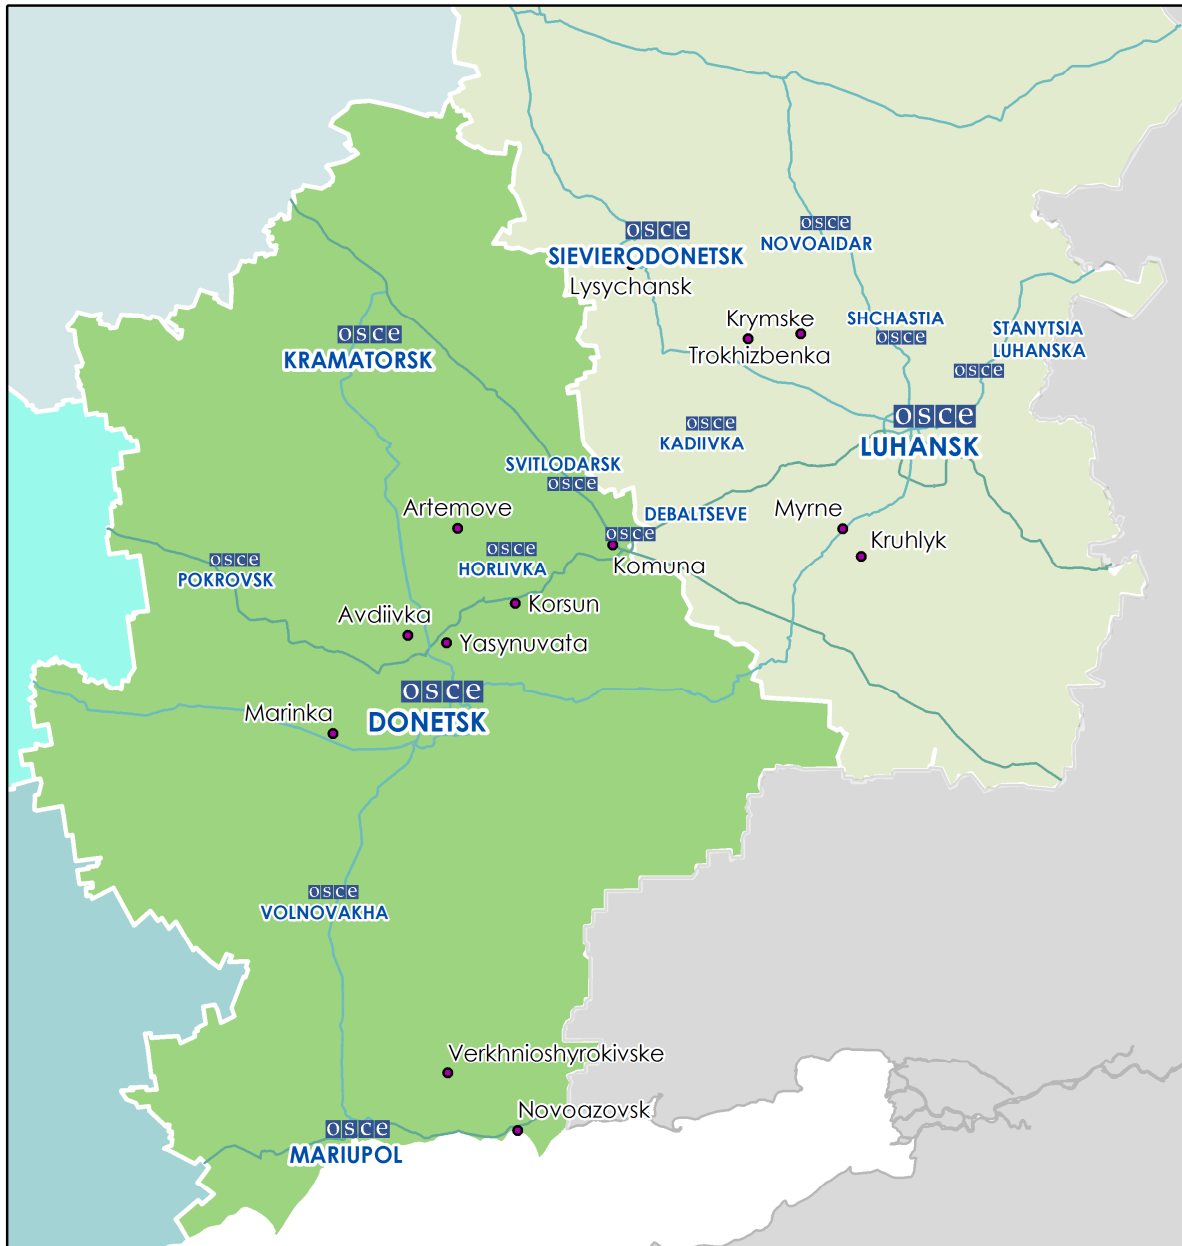 osce
SIEVIERODONETSK
Lysychansk
osce
NOVOAIDAR
osce
KRAMATORSK
Krymske
Trokhizbenka
SHCHASTIA
osce
STANYTSIA
LUHANSKA
osce
osce
LUHANSK
osce
KADIIVKA
SVITLODARSK
osce
Artemove
DEBALTSEVE
osce
Komuna
Myrne
Kruhlyk
osce
HORLIVKA
osce
POKROVSK
Korsun
Avdiivka
Yasynuvata
osce
DONETSK
Marinka
osce
VOLNOVAKHA
Verkhnioshyrokivske
Novoazovsk
osce
MARIUPOL